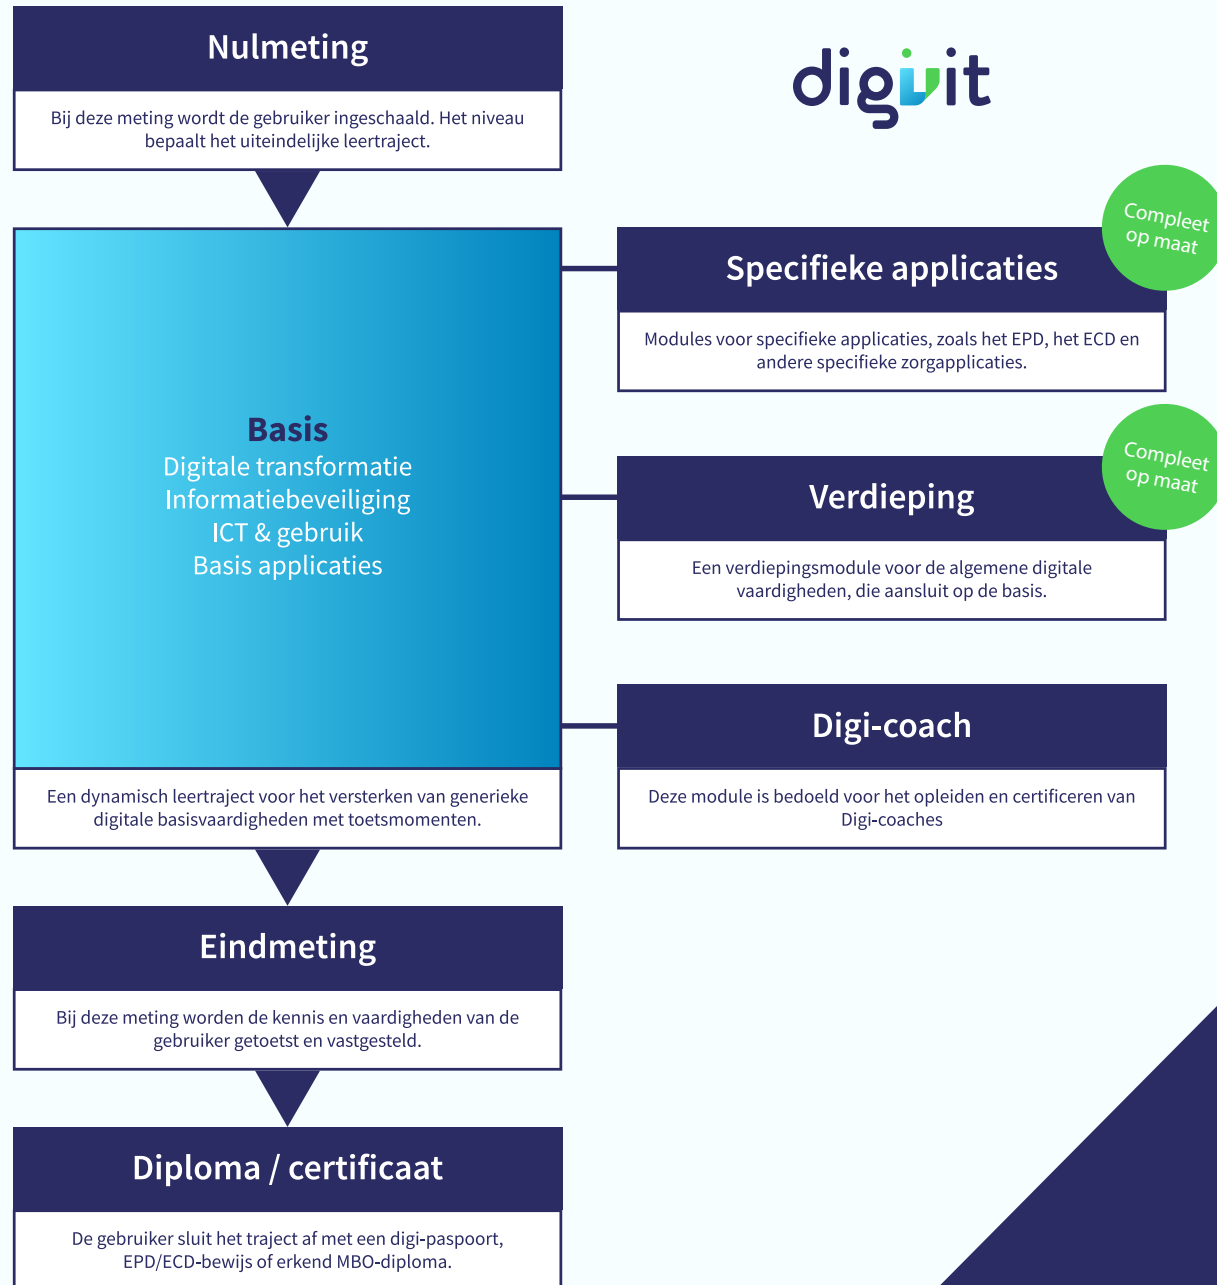 Nulmeting
Bij deze meting wordt de gebruiker ingeschaald. Het niveau
bepaalt het uiteindelijke leertraject.
digivit
Basis
Digitale transformatie
Informatiebeveiliging
ICT & gebruik
Basis applicaties
Een dynamisch leertraject voor het versterken van generieke
digitale basisvaardigheden met toetsmomenten.
Compleet
op maat
Specifieke applicaties
Modules voor specifieke applicaties, zoals het EPD, het ECD en
andere specifieke zorgapplicaties.
Compleet
op maat
Verdieping
Een verdiepingsmodule voor de algemene digitale
vaardigheden, die aansluit op de basis.
Digi-coach
Deze module is bedoeld voor het opleiden en certificeren van
Digi-coaches
Eindmeting
Bij deze meting worden de kennis en vaardigheden van de
gebruiker getoetst en vastgesteld.
Diploma / certificaat
De gebruiker sluit het traject af met een digi-paspoort,
EPD/ECD-bewijs of erkend MBO-diploma.